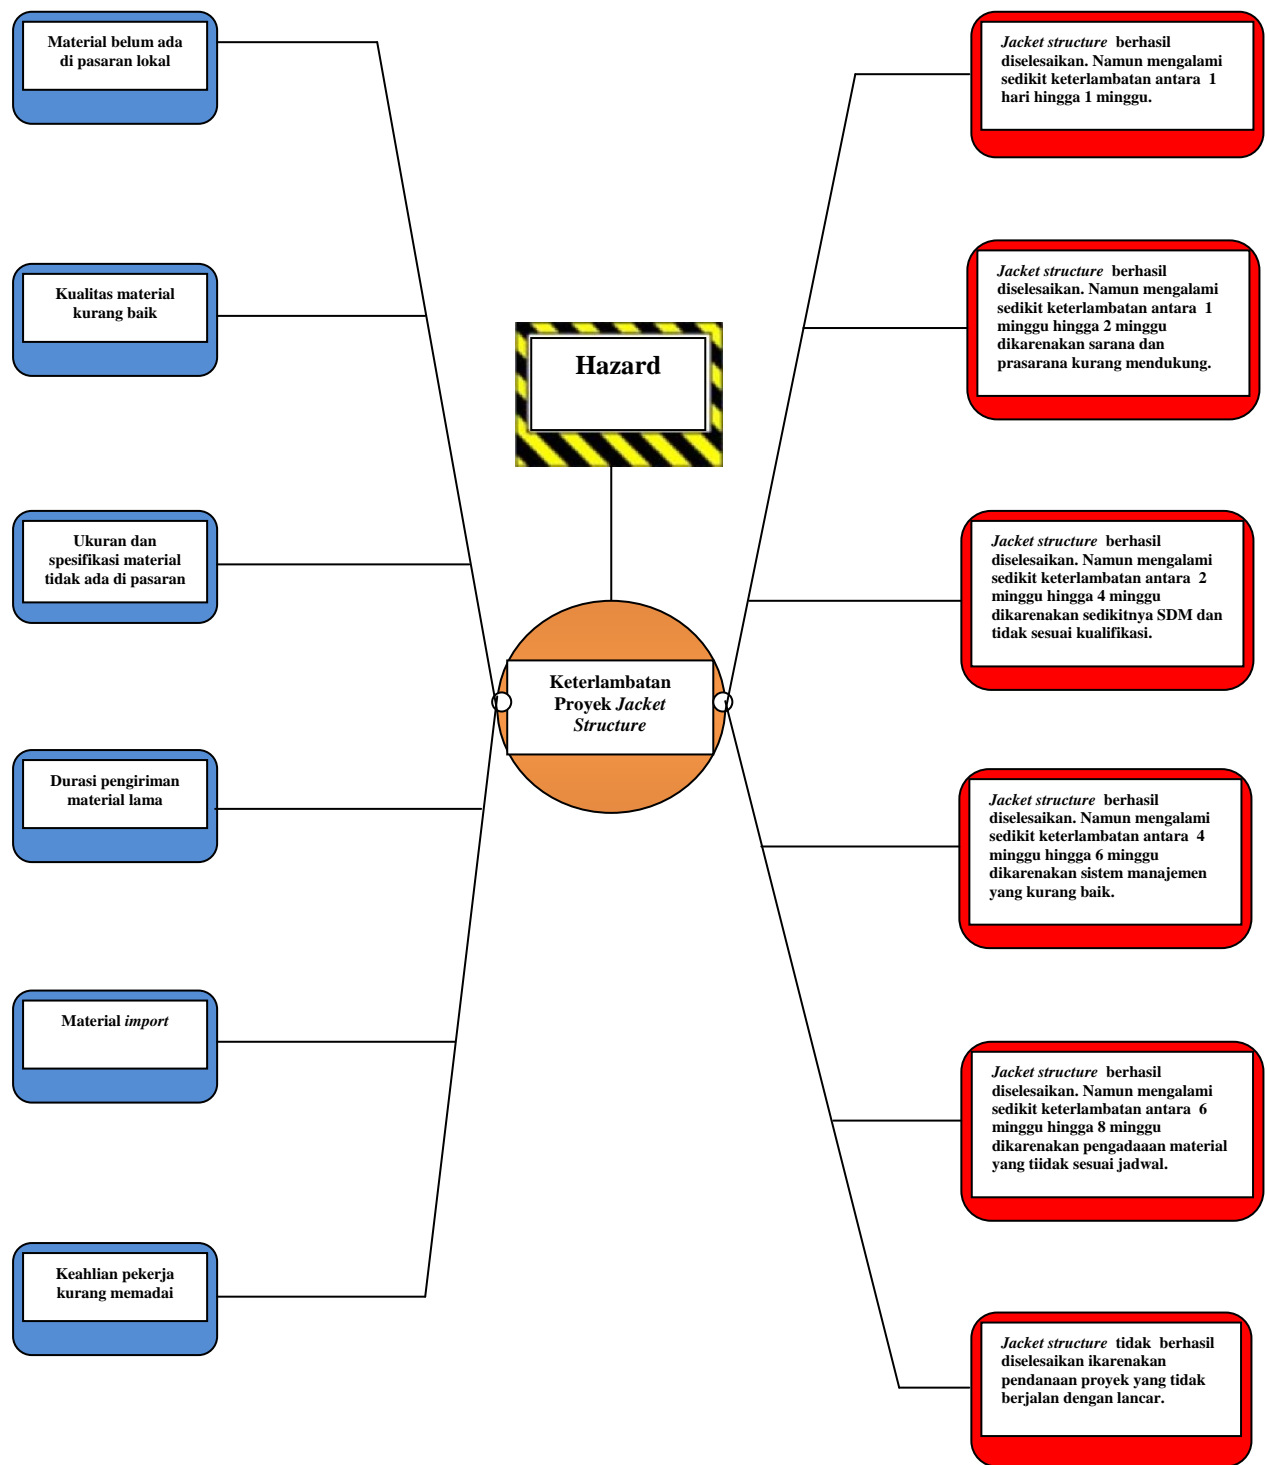 Material belum ada
di pasaran lokal
Kualitas material
kurang baik
Ukuran dan
spesifikasi material
tidak ada di pasaran
Durasi pengiriman
material lama
Material import
Keahlian pekerja
kurang memadai
Hazard
Keterlambatan
Proyek Jacket
Structure
Jacket structure berhasil
diselesaikan. Namun mengalami
sedikit keterlambatan antara 1
hari hingga 1 minggu.
Jacket structure berhasil
diselesaikan. Namun mengalami
sedikit keterlambatan antara 1
minggu hingga 2 minggu
dikarenakan sarana dan
prasarana kurang mendukung.
Jacket structure berhasil
diselesaikan. Namun mengalami
sedikit keterlambatan antara 2
minggu hingga 4 minggu
dikarenakan sedikitnya SDM dan
tidak sesuai kualifikasi.
Jacket structure berhasil
diselesaikan. Namun mengalami
sedikit keterlambatan antara 4
minggu hingga 6 minggu
dikarenakan sistem manajemen
yang kurang baik.
Jacket structure berhasil
diselesaikan. Namun mengalami
sedikit keterlambatan antara 6
minggu hingga 8 minggu
dikarenakan pengadaaan material
yang tiidak sesuai jadwal.
Jacket structure tidak berhasil
diselesaikan ikarenakan
pendanaan proyek yang tidak
berjalan dengan lancar.